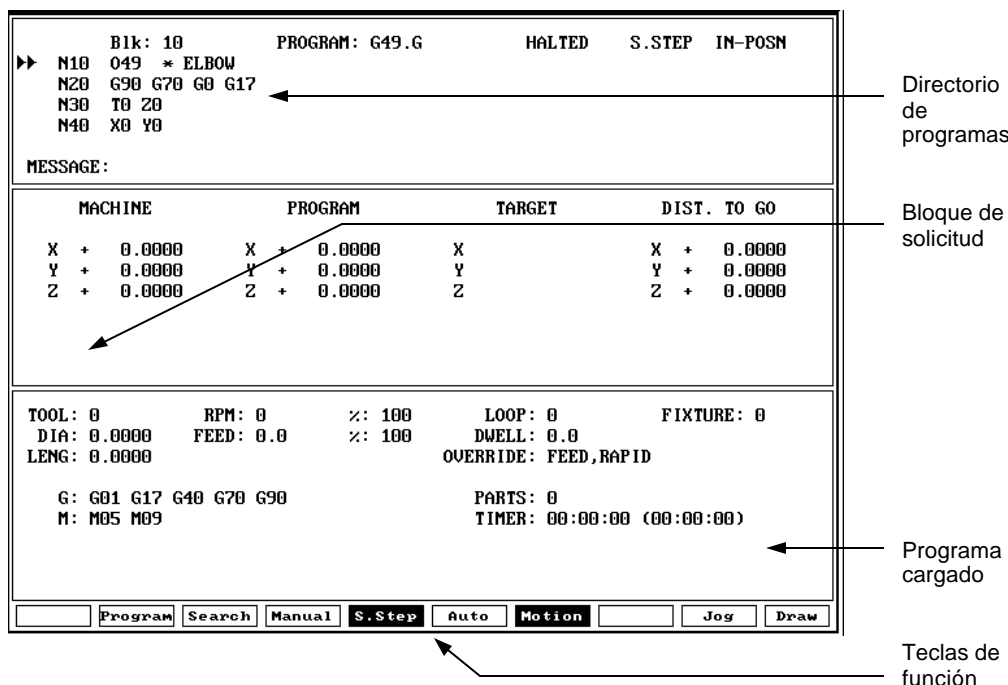 Blk: 10 PROGRAM: G49.G HALTED S.STEP IN-POSN
N10 O49 * ELBOW
N20 G90 G70 G0 G17
N30 T0 Z0
N40 X0 Y0
MESSAGE:
Directorio
de
programas
MACHINE PROGRAM TARGET DIST. TO GO
X + 0.0000 X + 0.0000 X X + 0.0000
Y + 0.0000 Y + 0.0000 Y Y + 0.0000
Z + 0.0000 Z + 0.0000 Z Z + 0.0000
Bloque de
solicitud
TOOL: 0 RPM: 0 %: 100 LOOP: 0 FIXTURE: 0
DIA: 0.0000 FEED: 0.0 %: 100 DWELL: 0.0
LENG: 0.0000 OVERRIDE: FEED,RAPID
G: G01 G17 G40 G70 G90 PARTS: 0
M: M05 M09 TIMER: 00:00:00 (00:00:00)
Programa
cargado
Program Search Manual S.Step Auto Motion Jog Draw
Teclas de
función